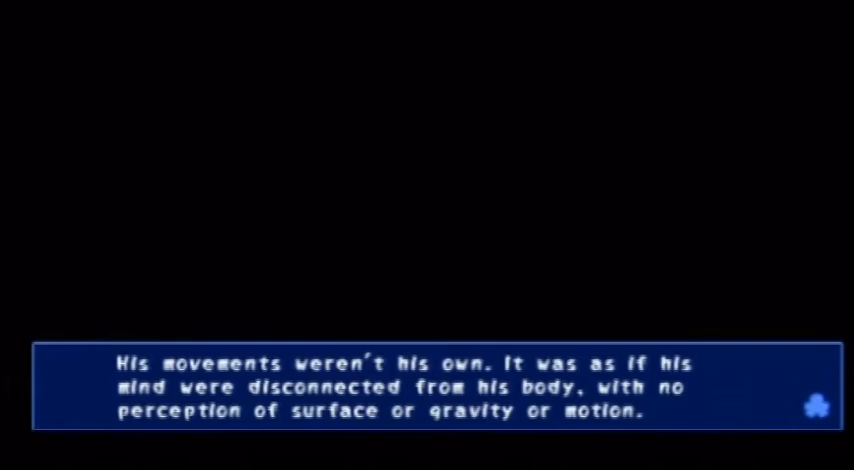 His movements weren't his own. It was as if his
mind were disconnected from his body, with no
perception of surface or gravity or motion.